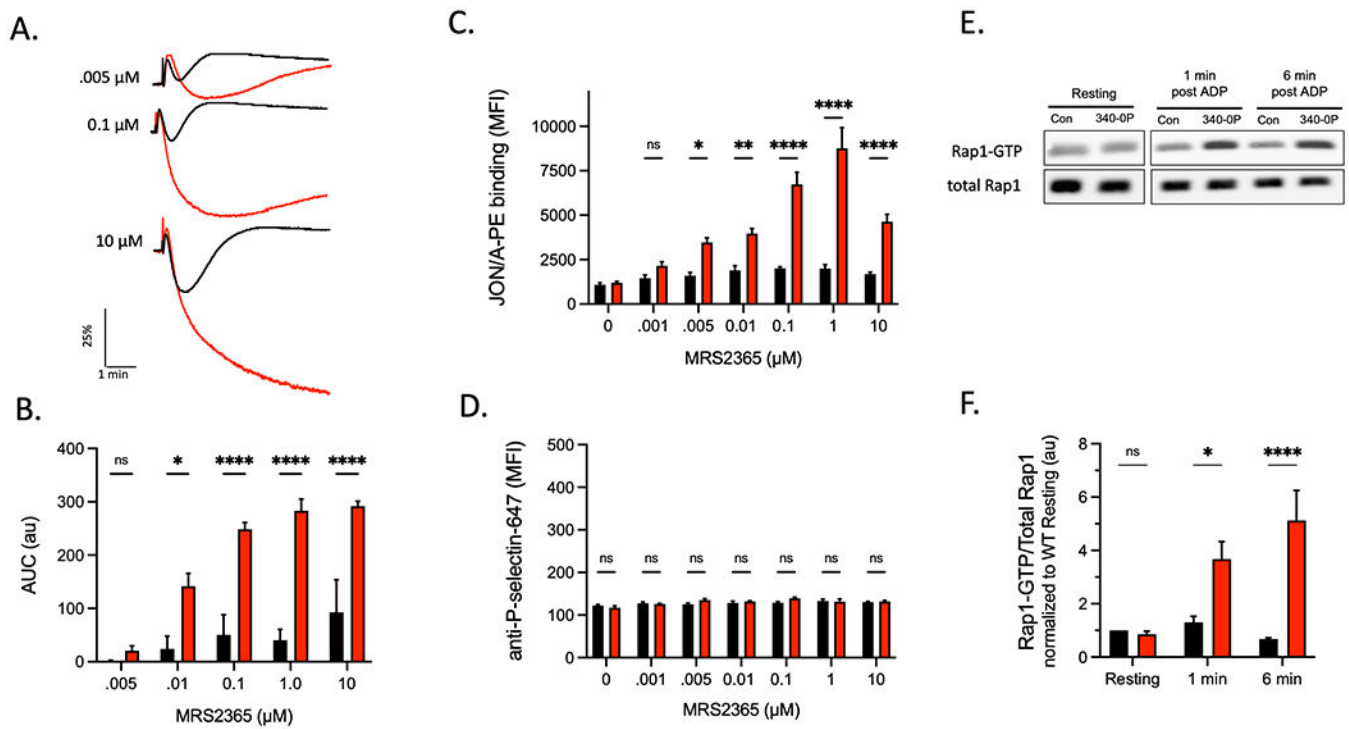 A.
.005 µM
0.1 µM
10 µM
25%
1 min
B.
AUC (au)
400
300
200
100
0
ns
*
****
****
****
.005
.01
0.1
1.0
10
MRS2365 (µM)
C.
JON/A-PE binding (MFI)
10000
7500
5000
2500
0
ns
*
**
****
****
****
0
.001
.005
0.01
0.1
1
10
MRS2365 (µM)
D.
anti-P-selectin-647 (MFI)
500
400
300
200
100
0
ns
ns
ns
ns
ns
ns
ns
0
.001
.005
0.01
0.1
1
10
MRS2365 (µM)
E.
Resting
1 min
post ADP
6 min
post ADP
Con
340-0P
Con
340-0P
Con
340-0P
Rap1-GTP
total Rap1
F.
Rap1-GTP/Total Rap1
normalized to WT Resting (au)
8
6
4
2
0
ns
*
****
Resting
1 min
6 min